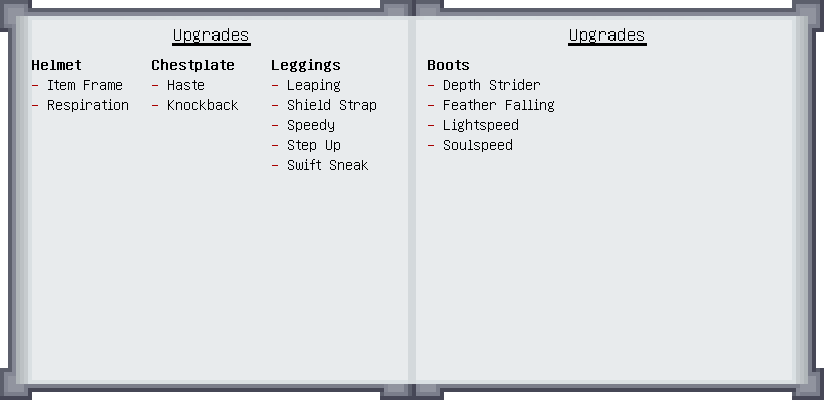 Upgrades
Helmet
- Item Frame
- Respiration
Chestplate
- Haste
- Knockback
Leggings
- Leaping
- Shield Strap
- Speedy
- Step Up
- Swift Sneak
Upgrades
Boots
- Depth Strider
- Feather Falling
- Lightspeed
- Soulspeed